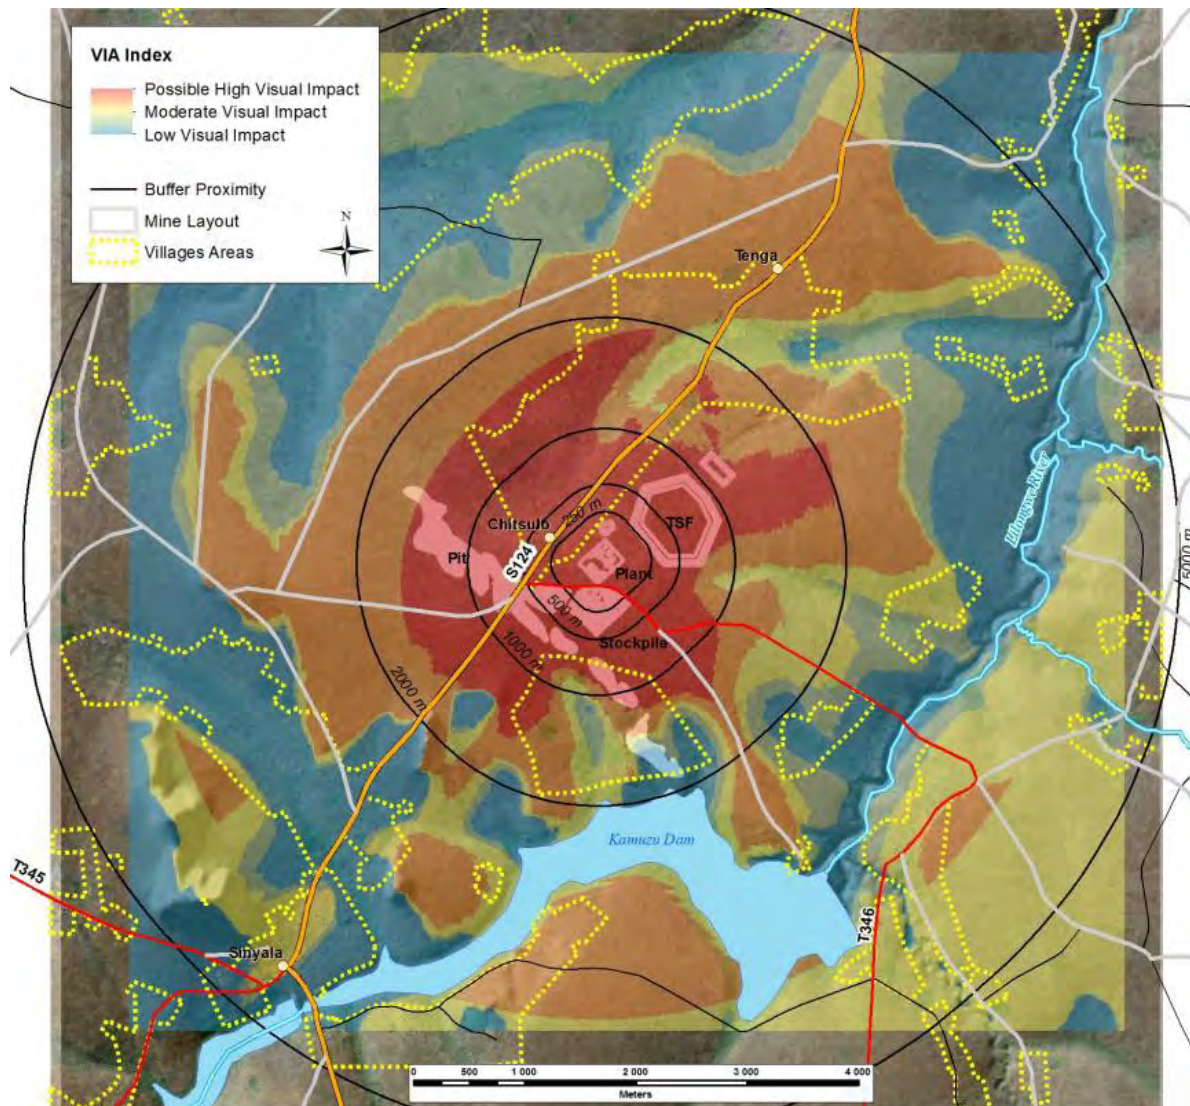 VIA Index
Possible High Visual Impact
Moderate Visual Impact
Low Visual Impact
Buffer Proximity
Mine Layout
Villages Areas
N
Tenga
Chitsulo
250 m
Pit
S124
TSF
Plant
500 m
Stockpile
1000 m
2000 m
Lilongwe River
5000 m
Kamuzu Dam
T345
T346
Sinyala
0 500 1 000 2 000 3 000 4 000
Meters